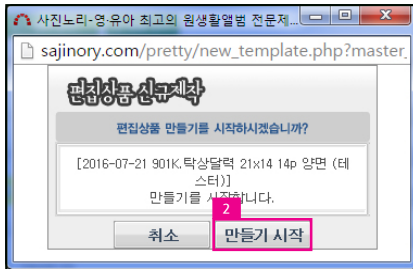 사진노리-영·유아 최고의 원생활앨범 전문제...
sajinory.com/pretty/new_template.php?master_
편집상품신규제작
편집상품 만들기를 시작하시겠습니까?
[2016-07-21 901K.탁상달력 21x14 14p 양면 (테
스터)]
만들기를 시작합니다.
2
취소 만들기 시작